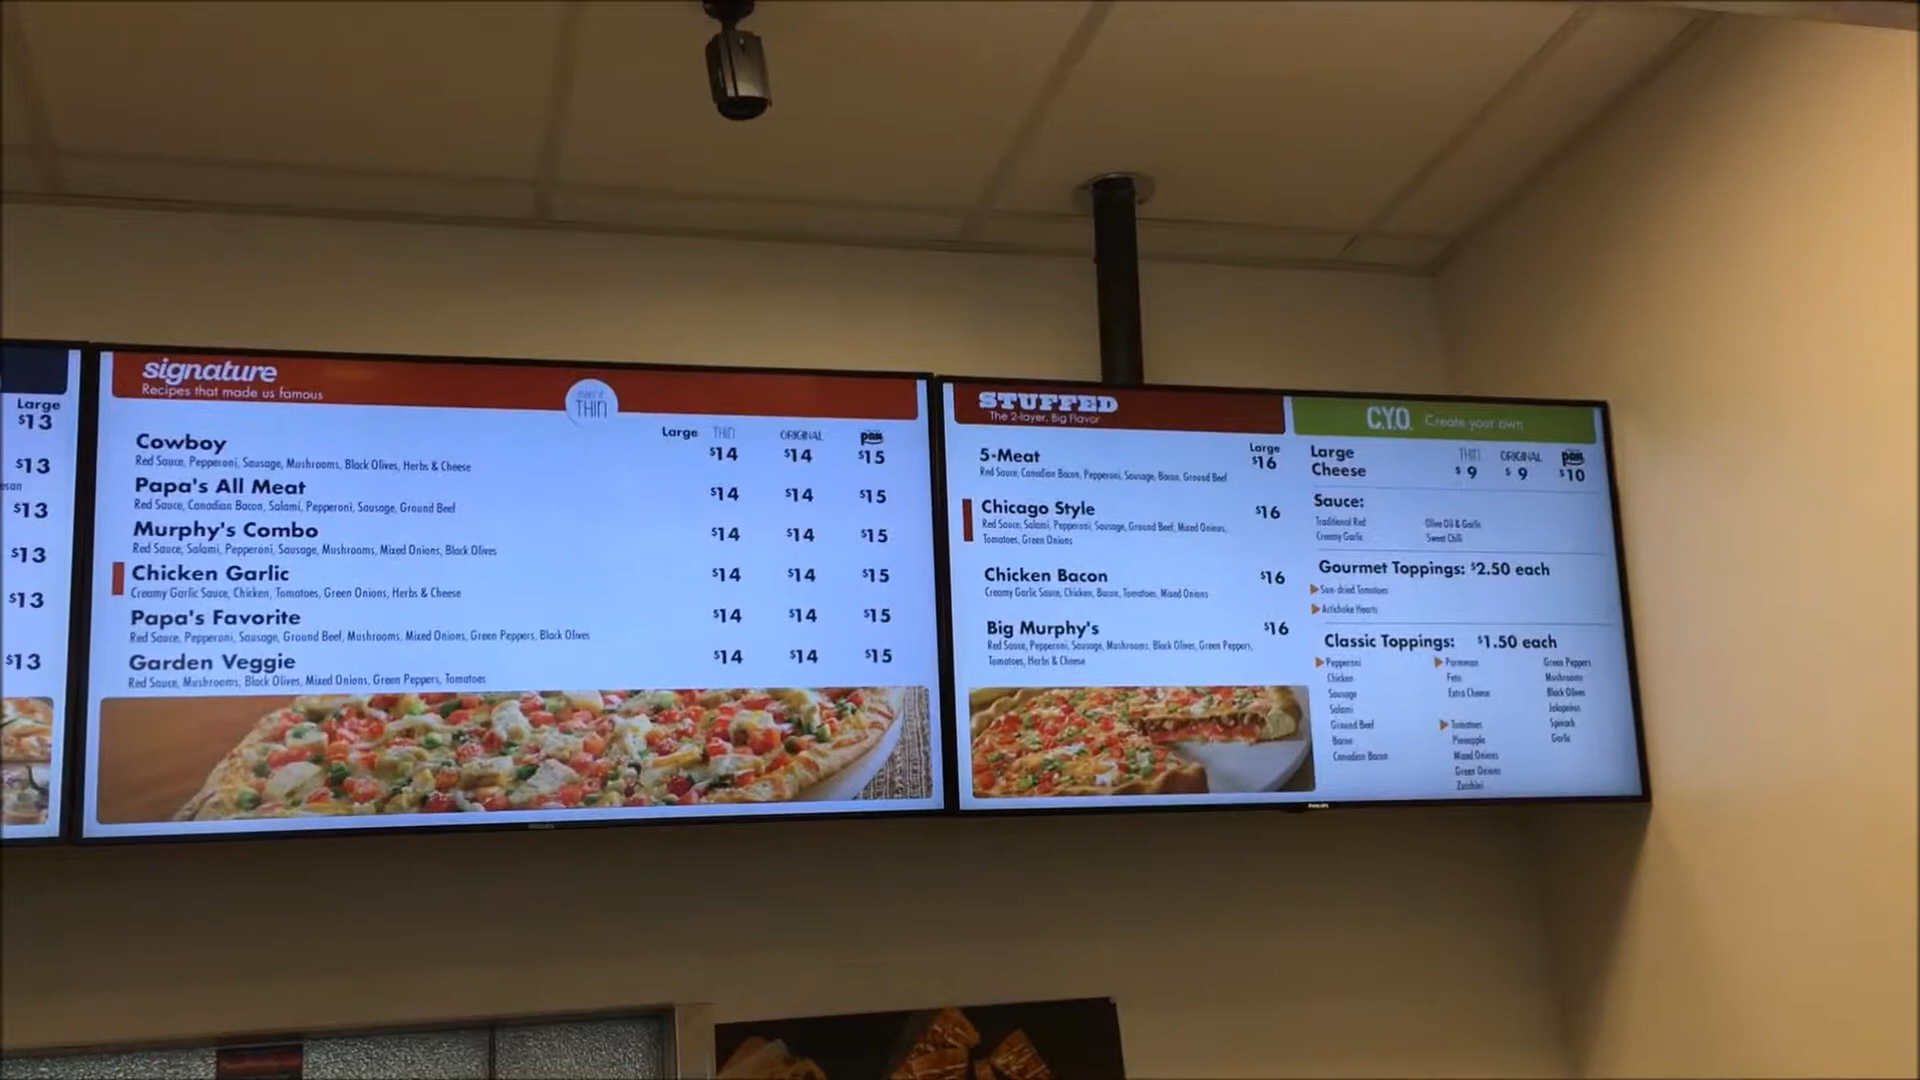 Large
$13
$13
$13
$13
$13
$13
signature
Recipes that made us famous
THIN
Large THIN ORIGINAL pan
Cowboy $14 $14 $15
Red Sauce, Pepperoni, Sausage, Mushrooms, Black Olives, Herbs & Cheese
Papa's All Meat $14 $14 $15
Red Sauce, Canadian Bacon, Salami, Pepperoni, Sausage, Ground Beef
Murphy's Combo $14 $14 $15
Red Sauce, Salami, Pepperoni, Sausage, Mushrooms, Mixed Onions, Black Olives
Chicken Garlic $14 $14 $15
Creamy Garlic Sauce, Chicken, Tomatoes, Green Onions, Herbs & Cheese
Papa's Favorite $14 $14 $15
Red Sauce, Pepperoni, Sausage, Ground Beef, Mushrooms, Mixed Onions, Green Peppers, Black Olives
Garden Veggie $14 $14 $15
Red Sauce, Mushrooms, Black Olives, Mixed Onions, Green Peppers, Tomatoes
STUFFED
The 2-layer, Big Flavor
Large
5-Meat $16
Red Sauce, Canadian Bacon, Pepperoni, Sausage, Bacon, Ground Beef
Chicago Style $16
Red Sauce, Salami, Pepperoni, Sausage, Ground Beef, Mixed Onions,
Tomatoes, Green Onions
Chicken Bacon $16
Creamy Garlic Sauce, Chicken, Bacon, Tomatoes, Mixed Onions
Big Murphy's $16
Red Sauce, Pepperoni, Sausage, Mushrooms, Black Olives, Green Peppers,
Tomatoes, Herbs & Cheese
C.Y.O. Create your own
Large THIN ORIGINAL pan
Cheese $9 $9 $10
Sauce:
Traditional Red Olive Oil & Garlic
Creamy Garlic Sweet Chili
Gourmet Toppings: $2.50 each
Sun-dried Tomatoes
Artichoke Hearts
Classic Toppings: $1.50 each
Pepperoni Parmesan Green Peppers
Chicken Feta Mushrooms
Sausage Extra Cheese Black Olives
Salami Jalapeños
Ground Beef Tomatoes Spinach
Bacon Pineapple Garlic
Canadian Bacon Mixed Onions
Green Onions
Zucchini
PHILIPS